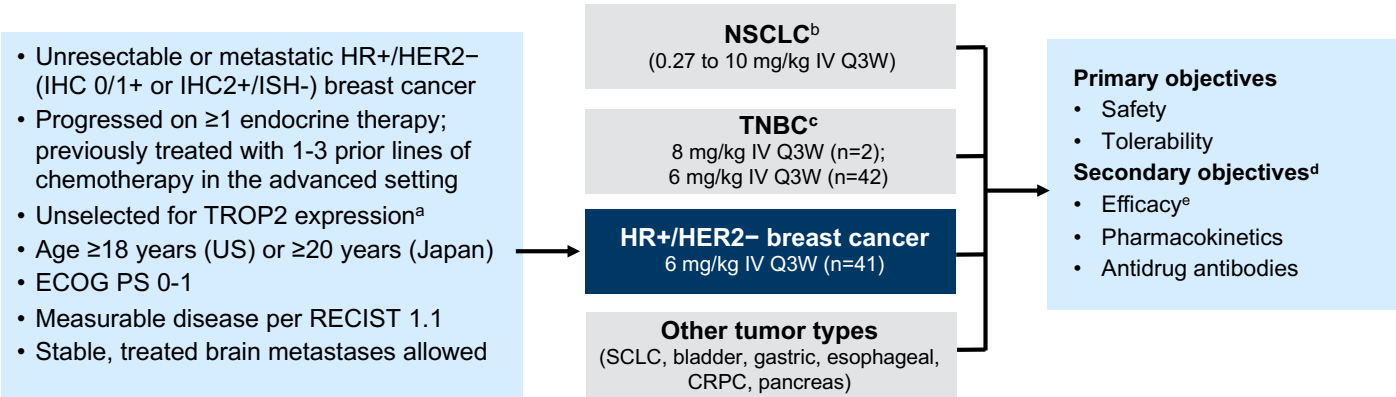 • Unresectable or metastatic HR+/HER2−
(IHC 0/1+ or IHC2+/ISH-) breast cancer
• Progressed on ≥1 endocrine therapy;
previously treated with 1-3 prior lines of
chemotherapy in the advanced setting
• Unselected for TROP2 expressionᵃ
• Age ≥18 years (US) or ≥20 years (Japan)
• ECOG PS 0-1
• Measurable disease per RECIST 1.1
• Stable, treated brain metastases allowed
NSCLCᵇ
(0.27 to 10 mg/kg IV Q3W)
TNBCᶜ
8 mg/kg IV Q3W (n=2);
6 mg/kg IV Q3W (n=42)
HR+/HER2− breast cancer
6 mg/kg IV Q3W (n=41)
Other tumor types
(SCLC, bladder, gastric, esophageal,
CRPC, pancreas)
Primary objectives
• Safety
• Tolerability
Secondary objectivesᵈ
• Efficacyᵉ
• Pharmacokinetics
• Antidrug antibodies